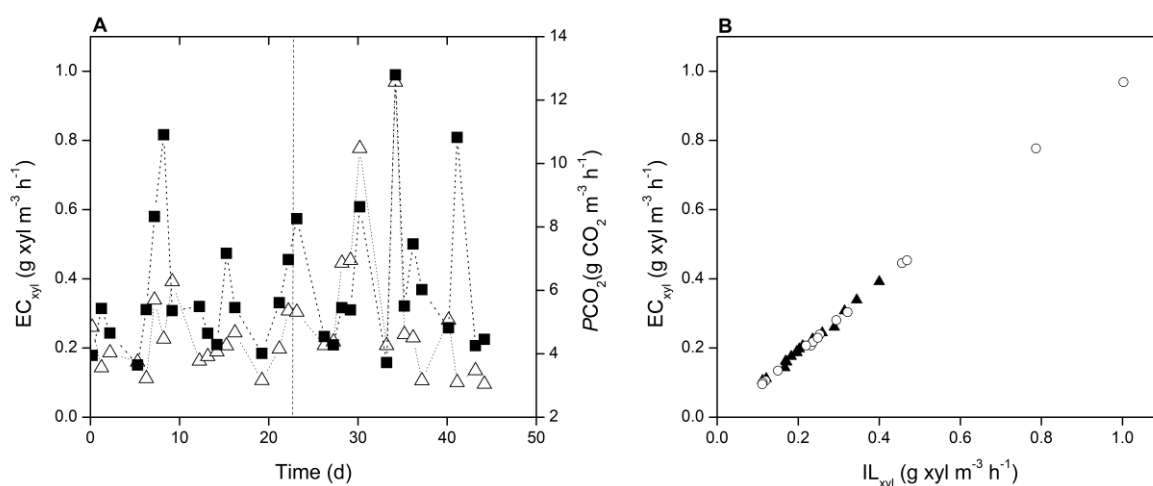 A
EC_xyl (g xyl m⁻³ h⁻¹)
1.0
0.8
0.6
0.4
0.2
0.0
14
12
10
8
6
4
2
PCO₂(g CO₂ m⁻³ h⁻¹)
0 10 20 30 40 50
Time (d)
B
EC_xyl (g xyl m⁻³ h⁻¹)
1.0
0.8
0.6
0.4
0.2
0.0
0.0 0.2 0.4 0.6 0.8 1.0
IL_xyl (g xyl m⁻³ h⁻¹)